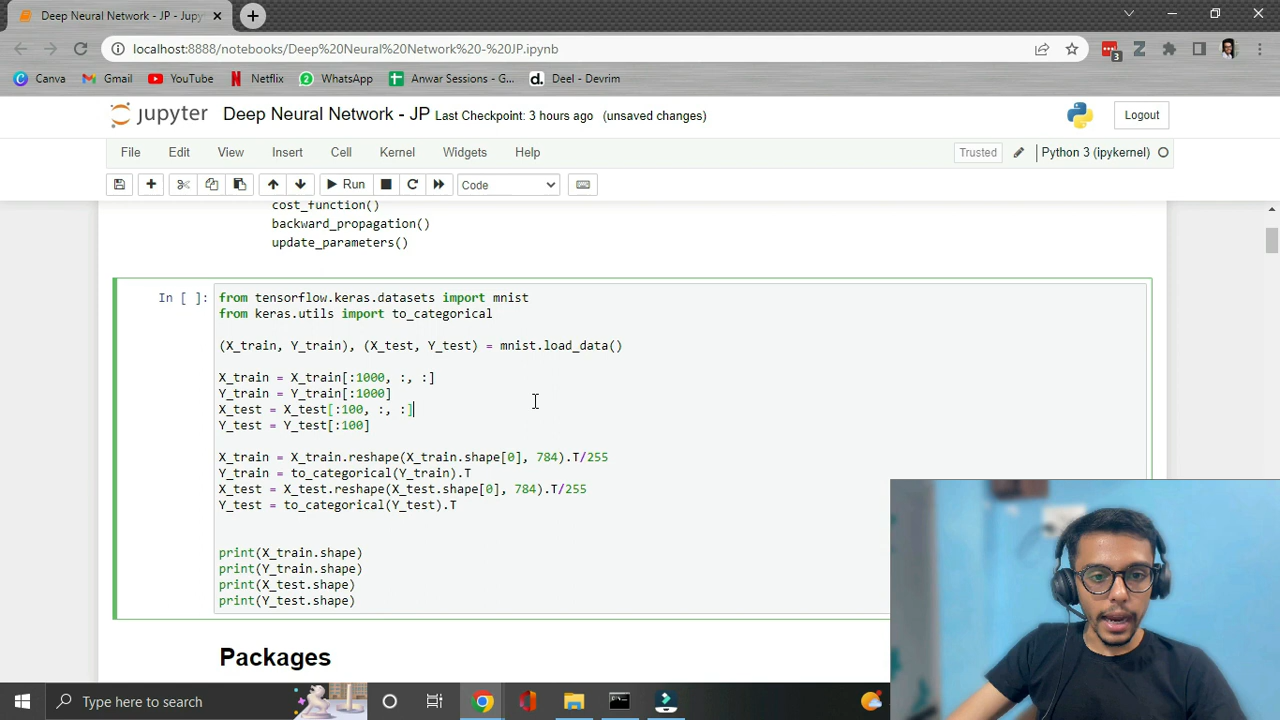 Deep Neural Network - JP - Jupy
localhost:8888/notebooks/Deep%20Neural%20Network%20-%20JP.ipynb
3
Canva Gmail YouTube Netflix WhatsApp Anwar Sessions - G... Deel - Devrim
jupyter Deep Neural Network - JP Last Checkpoint: 3 hours ago (unsaved changes) Logout
File Edit View Insert Cell Kernel Widgets Help Trusted Python 3 (ipykernel)
Run Code
cost_function()
backward_propagation()
update_parameters()
In [ ]: from tensorflow.keras.datasets import mnist
from keras.utils import to_categorical
(X_train, Y_train), (X_test, Y_test) = mnist.load_data()
X_train = X_train[:1000, :, :]
Y_train = Y_train[:1000]
X_test = X_test[:100, :, :]
Y_test = Y_test[:100]
X_train = X_train.reshape(X_train.shape[0], 784).T/255
Y_train = to_categorical(Y_train).T
X_test = X_test.reshape(X_test.shape[0], 784).T/255
Y_test = to_categorical(Y_test).T
print(X_train.shape)
print(Y_train.shape)
print(X_test.shape)
print(Y_test.shape)
Packages
Type here to search